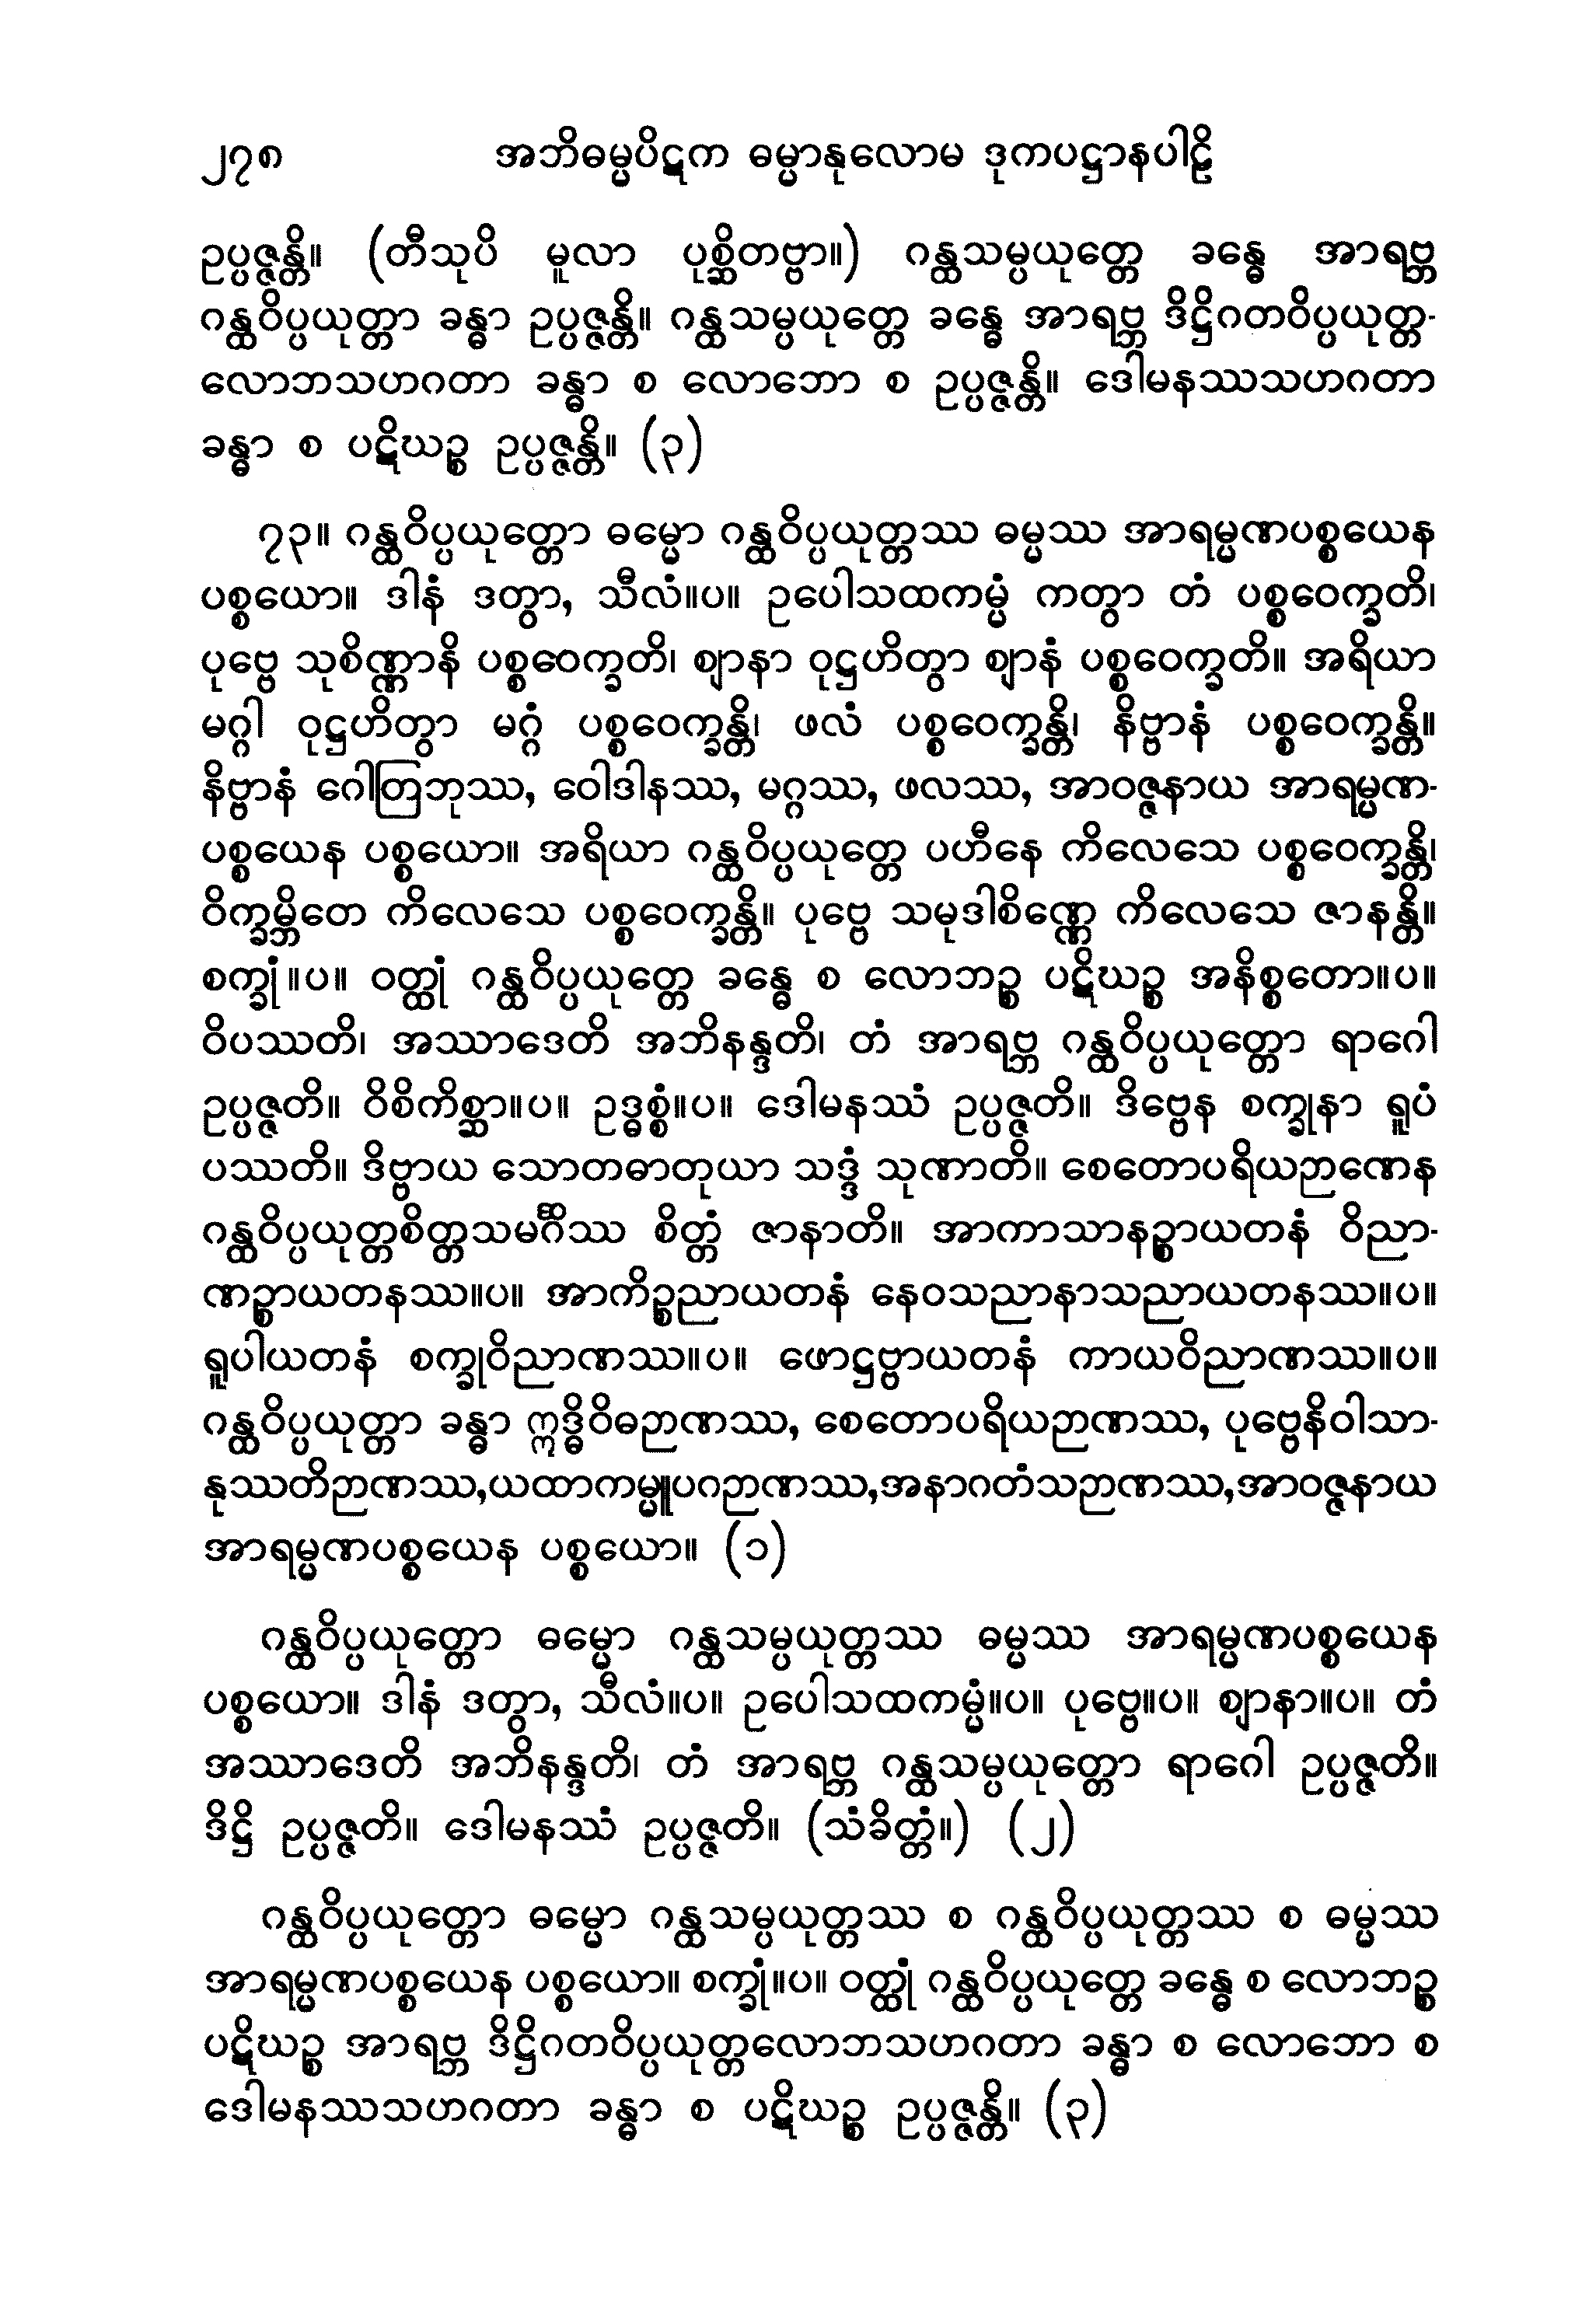 ၂၇၈ အဘိဓမ္မပိဋက ဓမ္မာနုလောမ ဒုကပဋ္ဌာနပါဠိ
ဥပ္ပဇ္ဇန္တိ။ (တီသုပိ မူလာ ပုစ္ဆိတဗ္ဗာ။) ဂန္ထသမ္ပယုတ္တေ ခန္ဓေ အာရဗ္ဘ
ဂန္ထဝိပ္ပယုတ္တာ ခန္ဓာ ဥပ္ပဇ္ဇန္တိ။ ဂန္ထသမ္ပယုတ္တေ ခန္ဓေ အာရဗ္ဘ ဒိဋ္ဌိဂတဝိပ္ပယုတ္တ-
လောဘသဟဂတာ ခန္ဓာ စ လောဘော စ ဥပ္ပဇ္ဇန္တိ။ ဒေါမနဿသဟဂတာ
ခန္ဓာ စ ပဋိဃဉ္စ ဥပ္ပဇ္ဇန္တိ။ (၃)
၇၃။ ဂန္ထဝိပ္ပယုတ္တော ဓမ္မော ဂန္ထဝိပ္ပယုတ္တဿ ဓမ္မဿ အာရမ္မဏပစ္စယေန
ပစ္စယော။ ဒါနံ ဒတွာ, သီလံ။ပ။ ဥပေါသထကမ္မံ ကတွာ တံ ပစ္စဝေက္ခတိ၊
ပုဗ္ဗေ သုစိဏ္ဏာနိ ပစ္စဝေက္ခတိ၊ ဈာနာ ဝုဋ္ဌဟိတွာ ဈာနံ ပစ္စဝေက္ခတိ။ အရိယာ
မဂ္ဂါ ဝုဋ္ဌဟိတွာ မဂ္ဂံ ပစ္စဝေက္ခန္တိ၊ ဖလံ ပစ္စဝေက္ခန္တိ၊ နိဗ္ဗာနံ ပစ္စဝေက္ခန္တိ။
နိဗ္ဗာနံ ဂေါတြဘုဿ, ဝေါဒါနဿ, မဂ္ဂဿ, ဖလဿ, အာဝဇ္ဇနာယ အာရမ္မဏ-
ပစ္စယေန ပစ္စယော။ အရိယာ ဂန္ထဝိပ္ပယုတ္တေ ပဟီနေ ကိလေသေ ပစ္စဝေက္ခန္တိ၊
ဝိက္ခမ္ဘိတေ ကိလေသေ ပစ္စဝေက္ခန္တိ။ ပုဗ္ဗေ သမုဒါစိဏ္ဏေ ကိလေသေ ဇာနန္တိ။
စက္ခုံ။ပ။ ဝတ္ထုံ ဂန္ထဝိပ္ပယုတ္တေ ခန္ဓေ စ လောဘဉ္စ ပဋိဃဉ္စ အနိစ္စတော။ပ။
ဝိပဿတိ၊ အဿာဒေတိ အဘိနန္ဒတိ၊ တံ အာရဗ္ဘ ဂန္ထဝိပ္ပယုတ္တော ရာဂေါ
ဥပ္ပဇ္ဇတိ။ ဝိစိကိစ္ဆာ။ပ။ ဥဒ္ဓစ္စံ။ပ။ ဒေါမနဿံ ဥပ္ပဇ္ဇတိ။ ဒိဗ္ဗေန စက္ခုနာ ရူပံ
ပဿတိ။ ဒိဗ္ဗာယ သောတဓာတုယာ သဒ္ဒံ သုဏာတိ။ စေတောပရိယဉာဏေန
ဂန္ထဝိပ္ပယုတ္တစိတ္တသမင်္ဂိဿ စိတ္တံ ဇာနာတိ။ အာကာသာနဉ္စာယတနံ ဝိညာ-
ဏဉ္စာယတနဿ။ပ။ အာကိဉ္စညာယတနံ နေဝသညာနာသညာယတနဿ။ပ။
ရူပါယတနံ စက္ခုဝိညာဏဿ။ပ။ ဖောဋ္ဌဗ္ဗာယတနံ ကာယဝိညာဏဿ။ပ။
ဂန္ထဝိပ္ပယုတ္တာ ခန္ဓာ ဣဒ္ဓိဝိဓဉာဏဿ, စေတောပရိယဉာဏဿ, ပုဗ္ဗေနိဝါသာ-
နုဿတိဉာဏဿ,ယထာကမ္မူပဂဉာဏဿ,အနာဂတံသဉာဏဿ,အာဝဇ္ဇနာယ
အာရမ္မဏပစ္စယေန ပစ္စယော။ (၁)
ဂန္ထဝိပ္ပယုတ္တော ဓမ္မော ဂန္ထသမ္ပယုတ္တဿ ဓမ္မဿ အာရမ္မဏပစ္စယေန
ပစ္စယော။ ဒါနံ ဒတွာ, သီလံ။ပ။ ဥပေါသထကမ္မံ။ပ။ ပုဗ္ဗေ။ပ။ ဈာနာ။ပ။ တံ
အဿာဒေတိ အဘိနန္ဒတိ၊ တံ အာရဗ္ဘ ဂန္ထသမ္ပယုတ္တော ရာဂေါ ဥပ္ပဇ္ဇတိ။
ဒိဋ္ဌိ ဥပ္ပဇ္ဇတိ။ ဒေါမနဿံ ဥပ္ပဇ္ဇတိ။ (သံခိတ္တံ။) (၂)
ဂန္ထဝိပ္ပယုတ္တော ဓမ္မော ဂန္ထသမ္ပယုတ္တဿ စ ဂန္ထဝိပ္ပယုတ္တဿ စ ဓမ္မဿ
အာရမ္မဏပစ္စယေန ပစ္စယော။ စက္ခုံ။ပ။ ဝတ္ထုံ ဂန္ထဝိပ္ပယုတ္တေ ခန္ဓေ စ လောဘဉ္စ
ပဋိဃဉ္စ အာရဗ္ဘ ဒိဋ္ဌိဂတဝိပ္ပယုတ္တလောဘသဟဂတာ ခန္ဓာ စ လောဘော စ
ဒေါမနဿသဟဂတာ ခန္ဓာ စ ပဋိဃဉ္စ ဥပ္ပဇ္ဇန္တိ။ (၃)